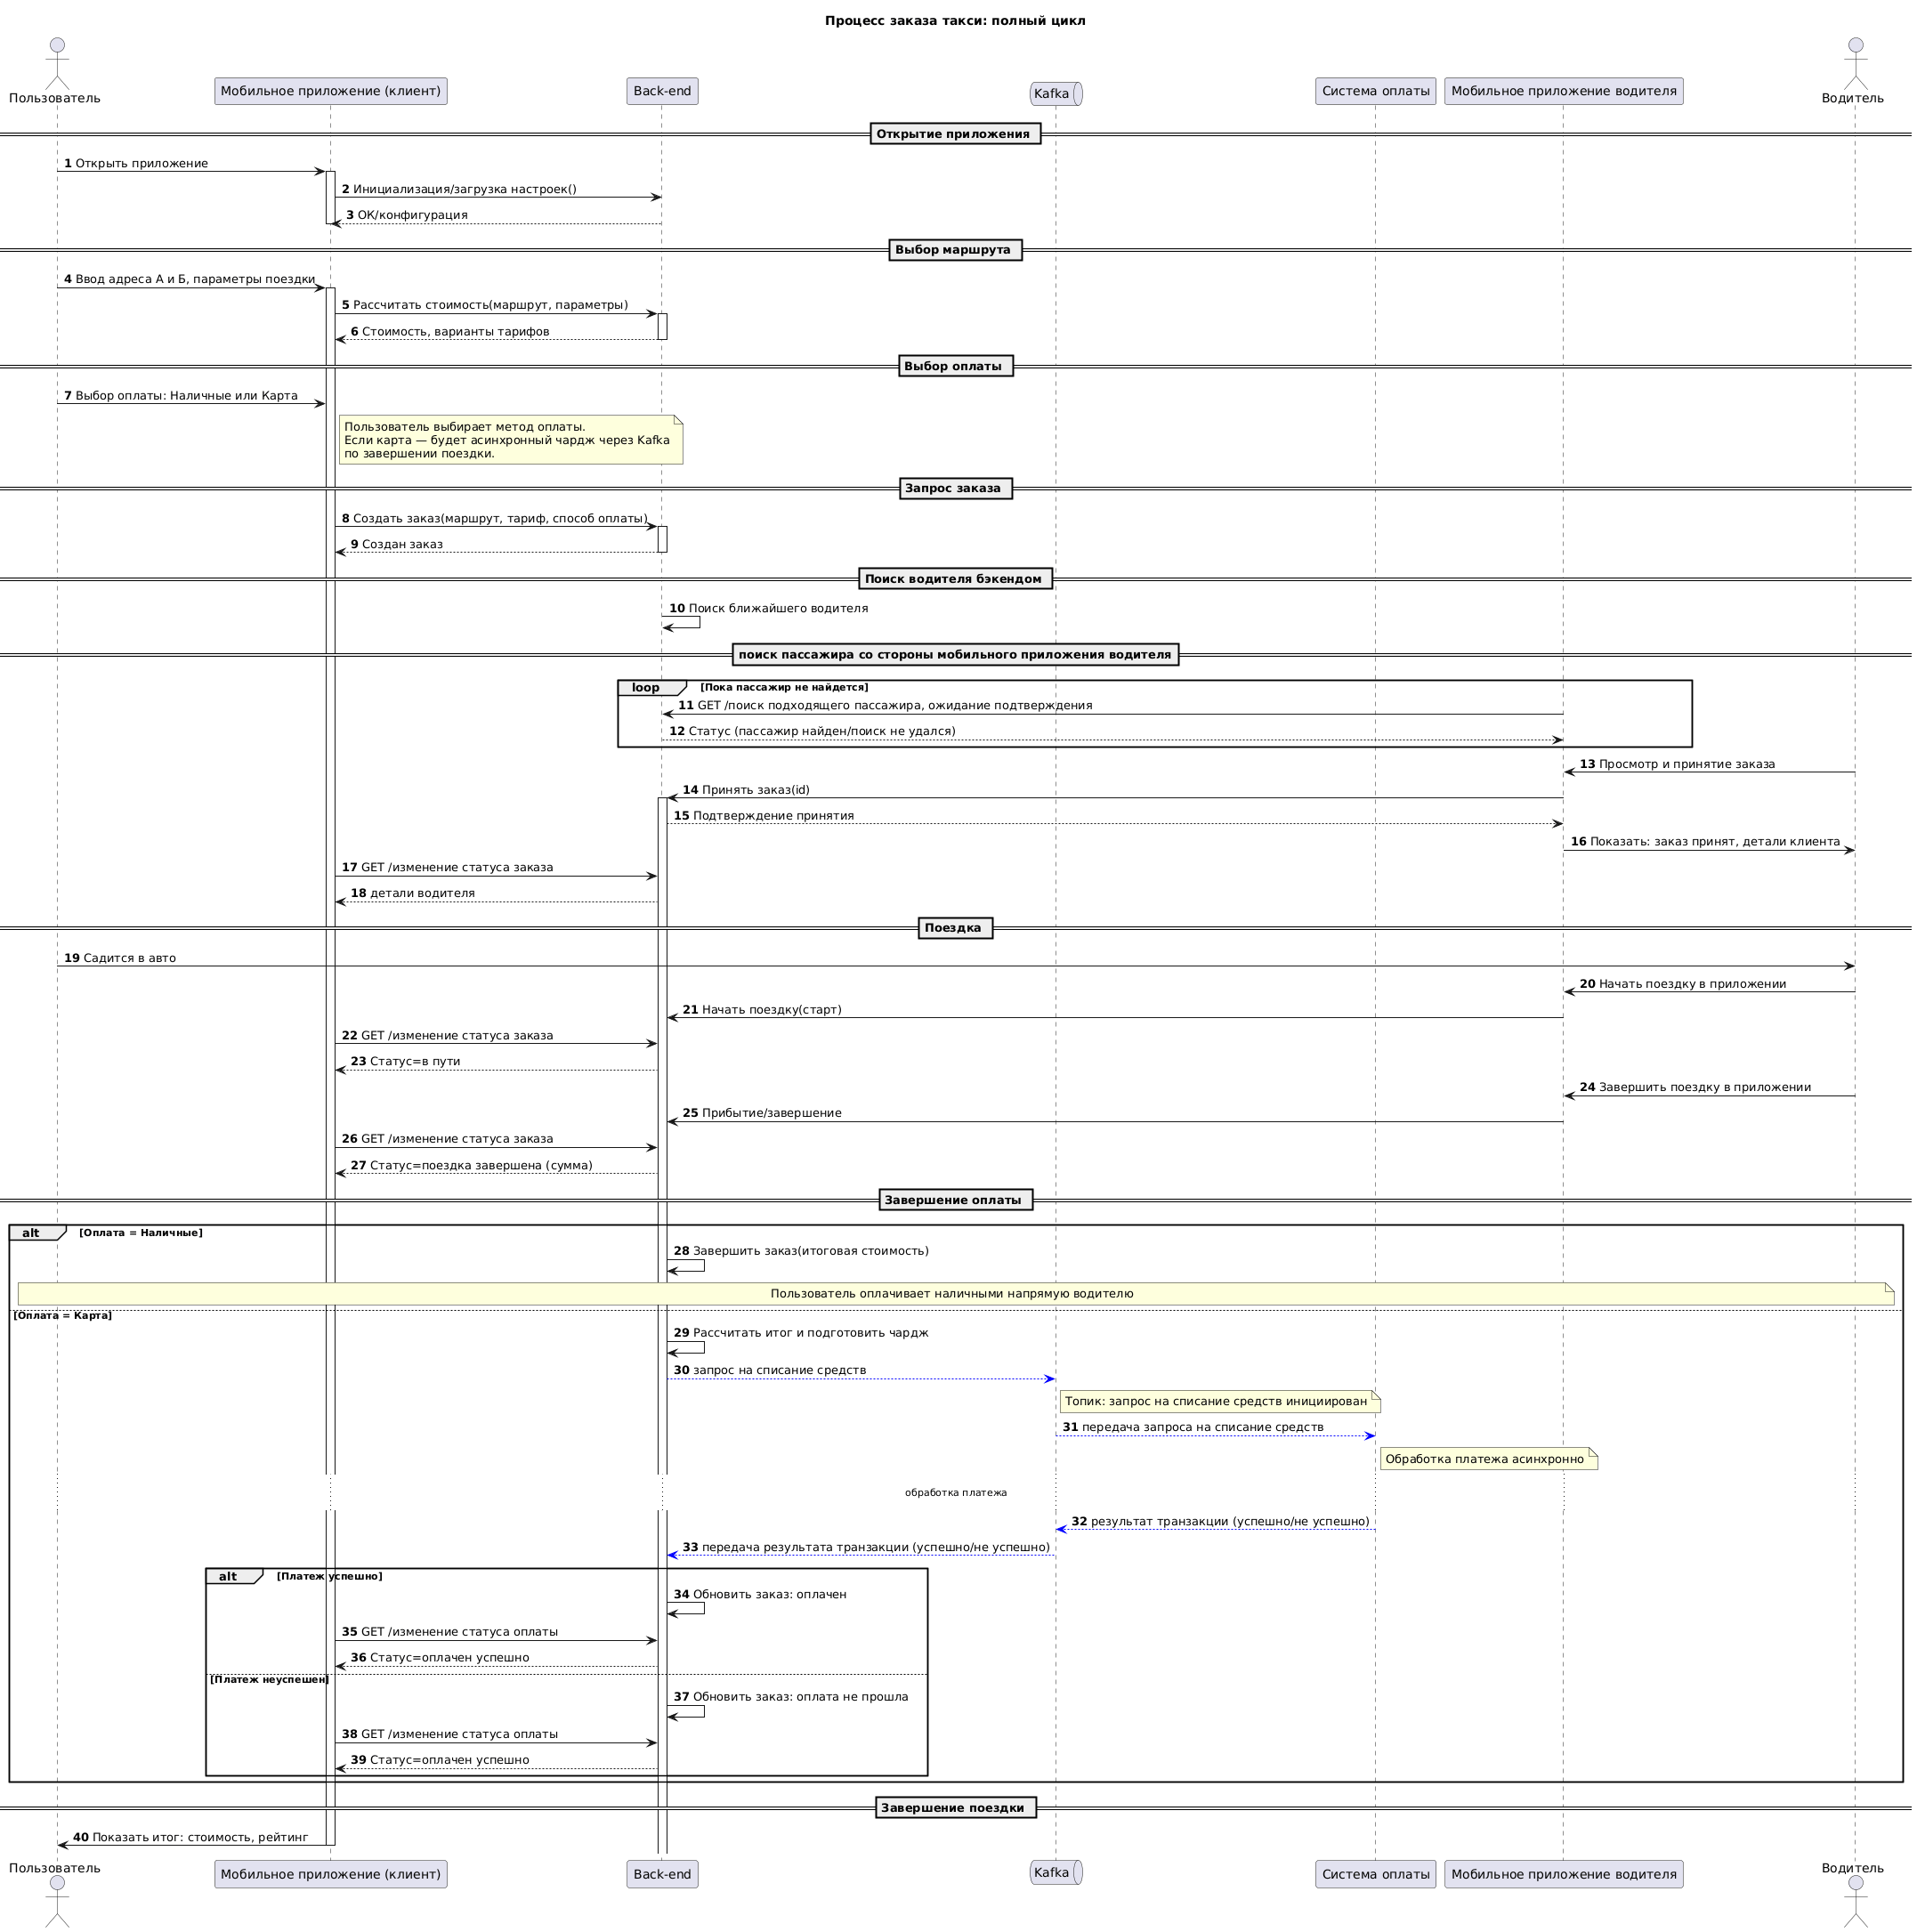 Процесс заказа такси: полный цикл
Пользователь
Мобильное приложение (клиент)
Back-end
Kafka
Система оплаты
Мобильное приложение водителя
Водитель
Открытие приложения
1 Открыть приложение
2 Инициализация/загрузка настроек()
3 ОК/конфигурация
Выбор маршрута
4 Ввод адреса А и Б, параметры поездки
5 Рассчитать стоимость(маршрут, параметры)
6 Стоимость, варианты тарифов
Выбор оплаты
7 Выбор оплаты: Наличные или Карта
Пользователь выбирает метод оплаты.
Если карта — будет асинхронный чардж через Kafka
по завершении поездки.
Запрос заказа
8 Создать заказ(маршрут, тариф, способ оплаты)
9 Создан заказ
Поиск водителя бэкендом
10 Поиск ближайшего водителя
поиск пассажира со стороны мобильного приложения водителя
loop [Пока пассажир не найдется]
11 GET /поиск подходящего пассажира, ожидание подтверждения
12 Статус (пассажир найден/поиск не удался)
13 Просмотр и принятие заказа
14 Принять заказ(id)
15 Подтверждение принятия
16 Показать: заказ принят, детали клиента
17 GET /изменение статуса заказа
18 детали водителя
Поездка
19 Садится в авто
20 Начать поездку в приложении
21 Начать поездку(старт)
22 GET /изменение статуса заказа
23 Статус=в пути
24 Завершить поездку в приложении
25 Прибытие/завершение
26 GET /изменение статуса заказа
27 Статус=поездка завершена (сумма)
Завершение оплаты
alt [Оплата = Наличные]
28 Завершить заказ(итоговая стоимость)
Пользователь оплачивает наличными напрямую водителю
[Оплата = Карта]
29 Рассчитать итог и подготовить чардж
30 запрос на списание средств
Топик: запрос на списание средств инициирован
31 передача запроса на списание средств
Обработка платежа асинхронно
обработка платежа
32 результат транзакции (успешно/не успешно)
33 передача результата транзакции (успешно/не успешно)
alt [Платеж успешно]
34 Обновить заказ: оплачен
35 GET /изменение статуса оплаты
36 Статус=оплачен успешно
[Платеж неуспешен]
37 Обновить заказ: оплата не прошла
38 GET /изменение статуса оплаты
39 Статус=оплачен успешно
Завершение поездки
40 Показать итог: стоимость, рейтинг
Пользователь
Мобильное приложение (клиент)
Back-end
Kafka
Система оплаты
Мобильное приложение водителя
Водитель